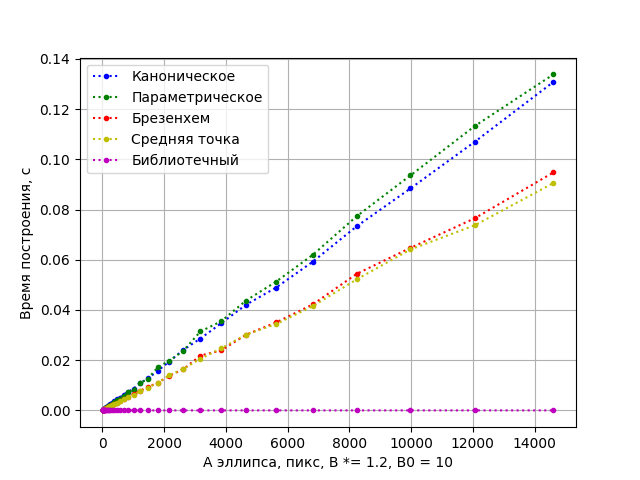 0.14
0.12
0.10
0.08
0.06
0.04
0.02
0.00
Время построения, с
Каноническое
Параметрическое
Брезенхем
Средняя точка
Библиотечный
0 2000 4000 6000 8000 10000 12000 14000
A эллипса, пикс, B *= 1.2, B0 = 10